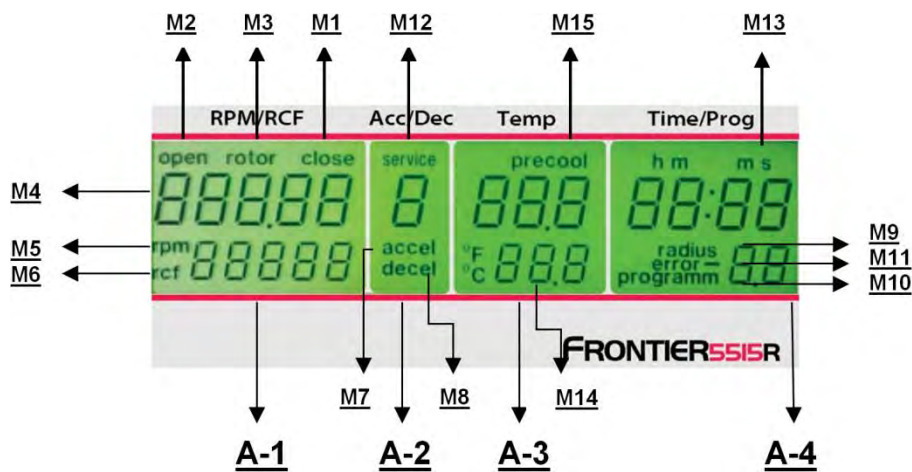 M2 M3 M1 M12 M15 M13
RPM/RCF Acc/Dec Temp Time/Prog
open rotor close service precool h m m s
M4 888.88 8 88.8 88:88
M5 rpm 88888 accel °F 88.8 radius 8.8 M9
M6 rcf decel °C error M11
programm M10
FRONTIER5515R
M7 M8 M14
A-1 A-2 A-3 A-4